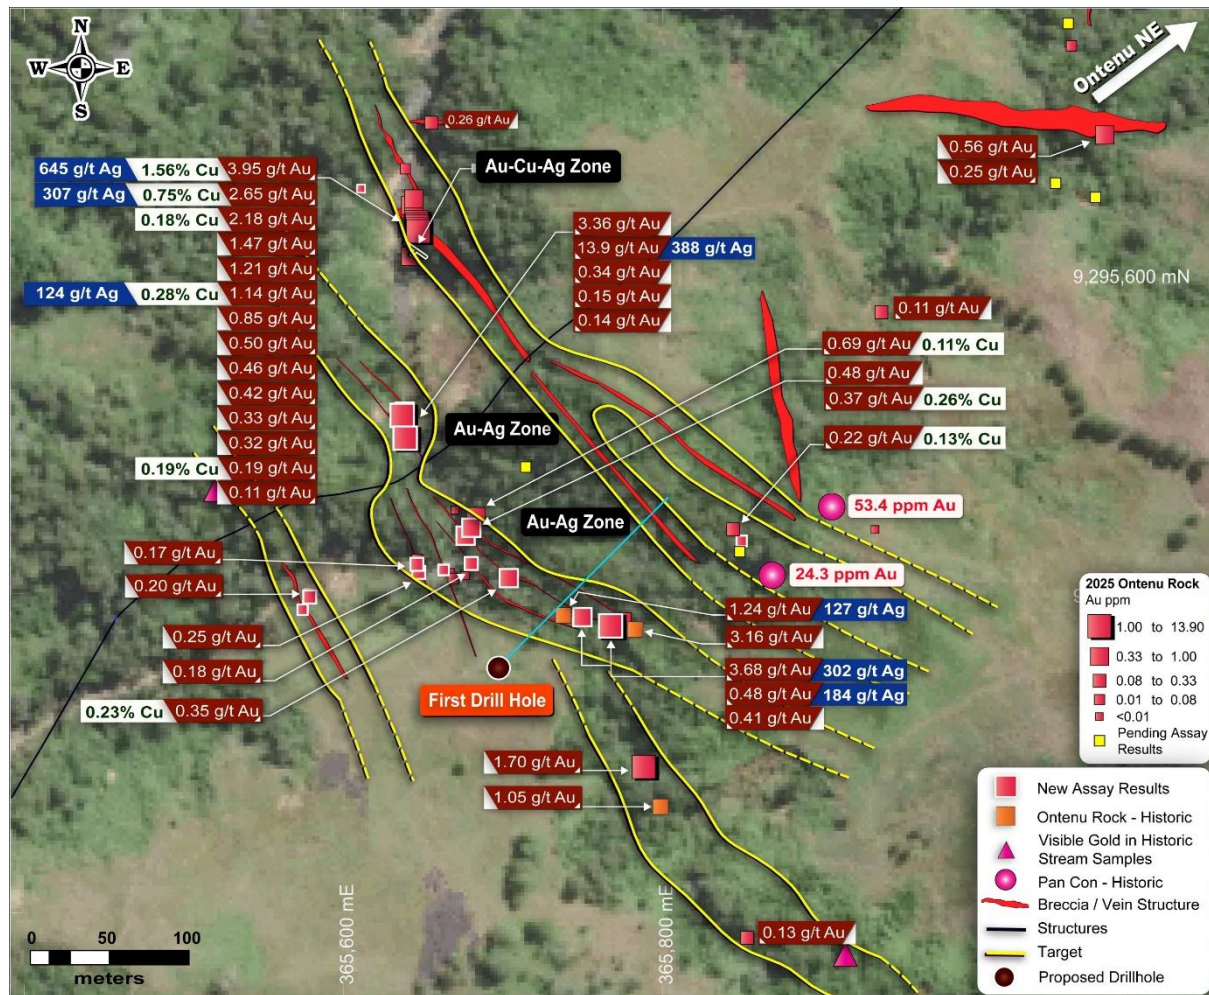 N
W E
S
Ontenu NE
0.26 g/t Au
0.56 g/t Au
0.25 g/t Au
Au-Cu-Ag Zone
645 g/t Ag 1.56% Cu 3.95 g/t Au
307 g/t Ag 0.75% Cu 2.65 g/t Au
0.18% Cu 2.18 g/t Au
1.47 g/t Au
1.21 g/t Au
124 g/t Ag 0.28% Cu 1.14 g/t Au
0.85 g/t Au
0.50 g/t Au
0.46 g/t Au
0.42 g/t Au
0.33 g/t Au
0.32 g/t Au
0.19% Cu 0.19 g/t Au
0.11 g/t Au
3.36 g/t Au
13.9 g/t Au 388 g/t Ag
0.34 g/t Au
0.15 g/t Au
0.14 g/t Au
9,295,600 mN
0.11 g/t Au
0.69 g/t Au 0.11% Cu
0.48 g/t Au
0.37 g/t Au 0.26% Cu
0.22 g/t Au 0.13% Cu
Au-Ag Zone
Au-Ag Zone
53.4 ppm Au
24.3 ppm Au
0.17 g/t Au
0.20 g/t Au
0.25 g/t Au
0.18 g/t Au
0.23% Cu 0.35 g/t Au
First Drill Hole
1.24 g/t Au 127 g/t Ag
3.16 g/t Au
3.68 g/t Au 302 g/t Ag
0.48 g/t Au 184 g/t Ag
0.41 g/t Au
1.70 g/t Au
1.05 g/t Au
0.13 g/t Au
365,600 mE
365,800 mE
0 50 100
meters
2025 Ontenu Rock
Au ppm
1.00 to 13.90
0.33 to 1.00
0.08 to 0.33
0.01 to 0.08
<0.01
Pending Assay
Results
New Assay Results
Ontenu Rock - Historic
Visible Gold in Historic
Stream Samples
Pan Con - Historic
Breccia / Vein Structure
Structures
Target
Proposed Drillhole